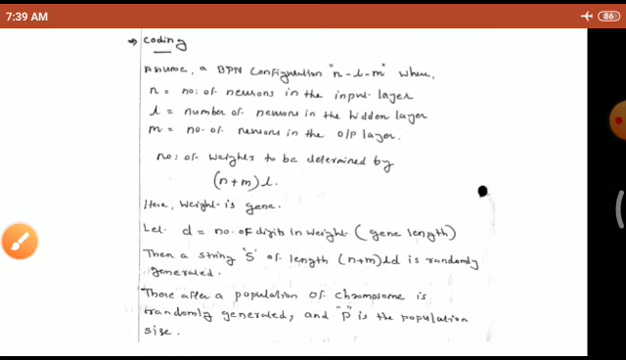 7:39 AM
86
→ Coding
Assume, a BPN Configuration "n-l-m" where,
n = no: of neurons in the input layer
l = number of neurons in the hidden layer
m = no. of neurons in the O/P layer.
no: of weights to be determined by
(n+m)l.
Here, weight is gene.
Let d = no. of digits in weight (gene length)
Then a string 'S' of length (n+m)ld is randomly
generated.
There after a population of chromosome is
randomly generated, and "P" is the population
size.